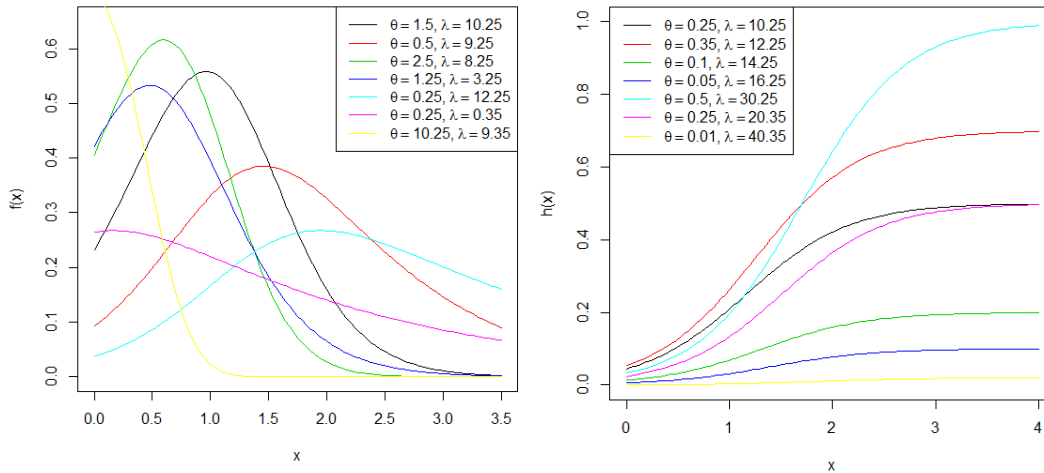 θ = 1.5, λ = 10.25
θ = 0.5, λ = 9.25
θ = 2.5, λ = 8.25
θ = 1.25, λ = 3.25
θ = 0.25, λ = 12.25
θ = 0.25, λ = 0.35
θ = 10.25, λ = 9.35
f(x)
0.6
0.5
0.4
0.3
0.2
0.1
0.0
0.0 0.5 1.0 1.5 2.0 2.5 3.0 3.5
x
θ = 0.25, λ = 10.25
θ = 0.35, λ = 12.25
θ = 0.1, λ = 14.25
θ = 0.05, λ = 16.25
θ = 0.5, λ = 30.25
θ = 0.25, λ = 20.35
θ = 0.01, λ = 40.35
h(x)
1.0
0.8
0.6
0.4
0.2
0.0
0 1 2 3 4
x